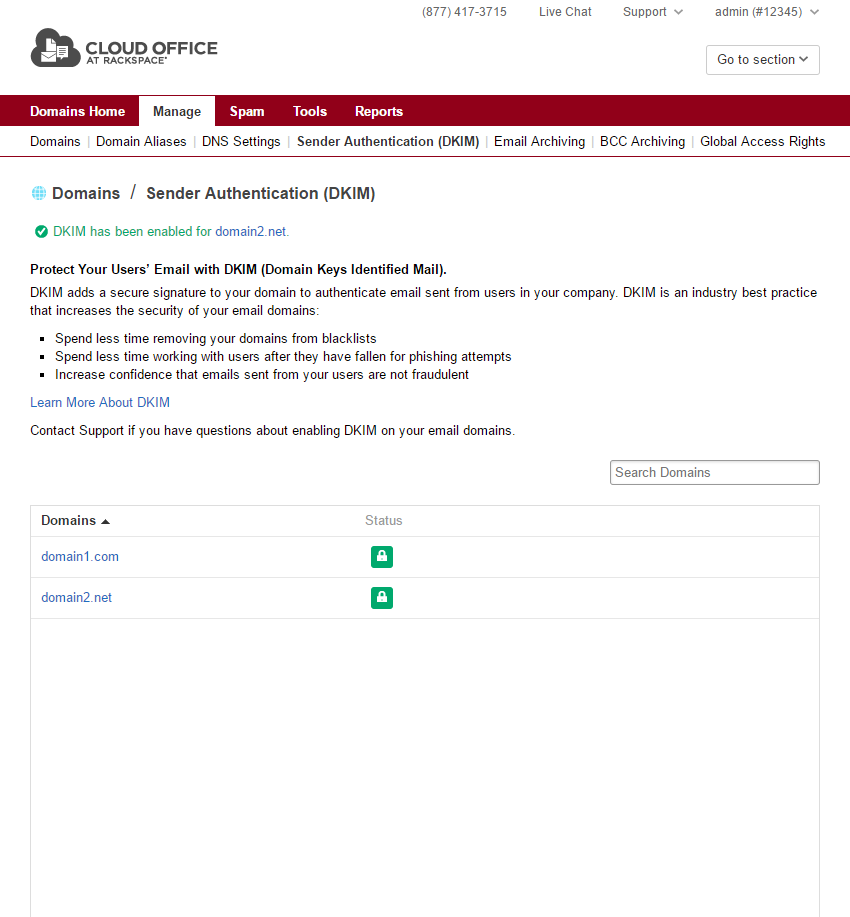 (877) 417-3715 Live Chat Support admin (#12345)
CLOUD OFFICE
AT RACKSPACE®
Go to section
Domains Home Manage Spam Tools Reports
Domains | Domain Aliases | DNS Settings | Sender Authentication (DKIM) | Email Archiving | BCC Archiving | Global Access Rights
Domains / Sender Authentication (DKIM)
DKIM has been enabled for domain2.net.
Protect Your Users’ Email with DKIM (Domain Keys Identified Mail).
DKIM adds a secure signature to your domain to authenticate email sent from users in your company. DKIM is an industry best practice
that increases the security of your email domains:
Spend less time removing your domains from blacklists
Spend less time working with users after they have fallen for phishing attempts
Increase confidence that emails sent from your users are not fraudulent
Learn More About DKIM
Contact Support if you have questions about enabling DKIM on your email domains.
Search Domains
Domains Status
domain1.com
domain2.net